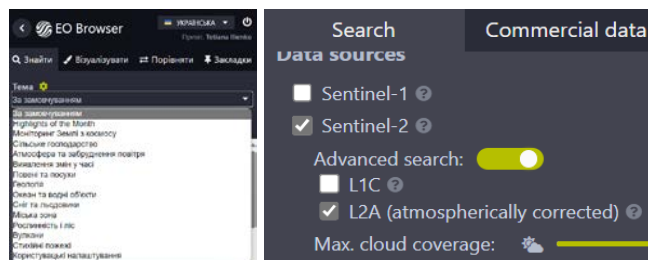 EO Browser
УКРАЇНСЬКА
Tetiana
Знайти Візуалізувати Порівняти Закладки
Тема
За замовчуванням
За замовчуванням
Highlights of the Month
Моніторинг Землі з космосу
Сільське господарство
Атмосфера та забруднення повітря
Виявлення змін у часі
Повені та посухи
Геологія
Океан та водні об'єкти
Сніг та льодовики
Міська зона
Рослинність і ліс
Вулкани
Стихійні пожежі
Користувацькі налаштування
Search Commercial data
Data sources
Sentinel-1
Sentinel-2
Advanced search:
L1C
L2A (atmospherically corrected)
Max. cloud coverage: